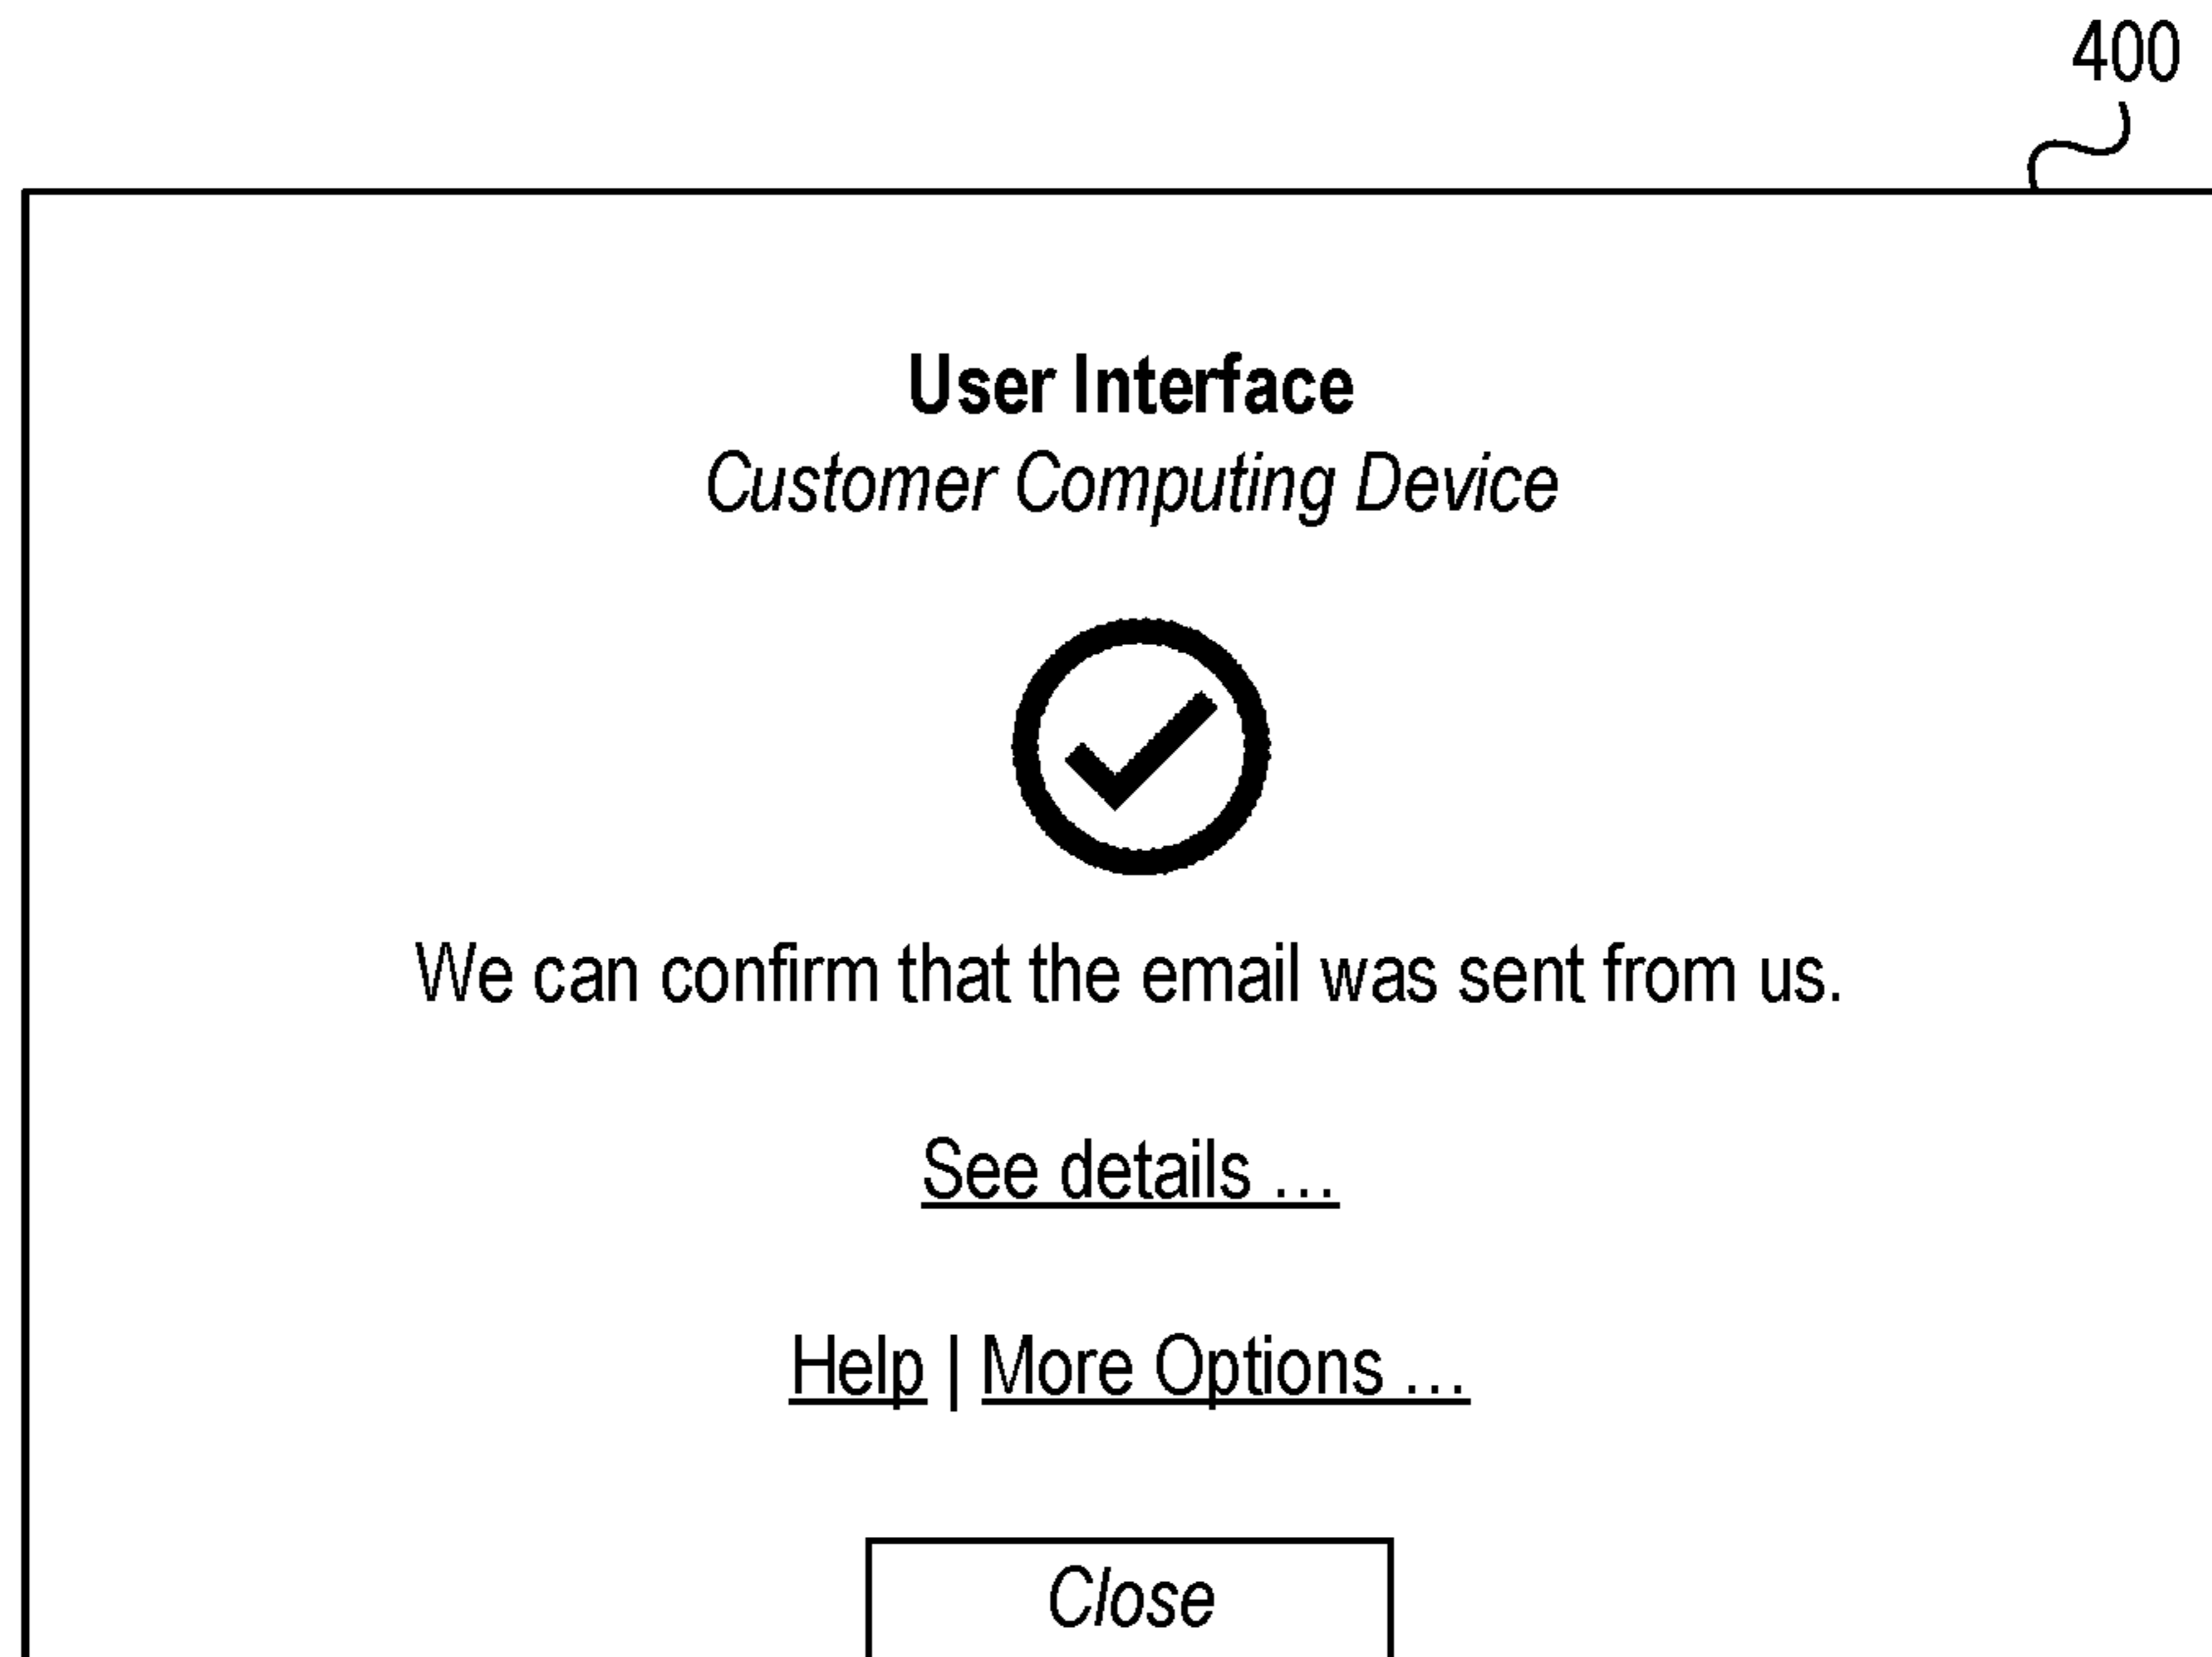 400
User Interface
Customer Computing Device
We can confirm that the email was sent from us.
See details ...
Help | More Options ...
Close